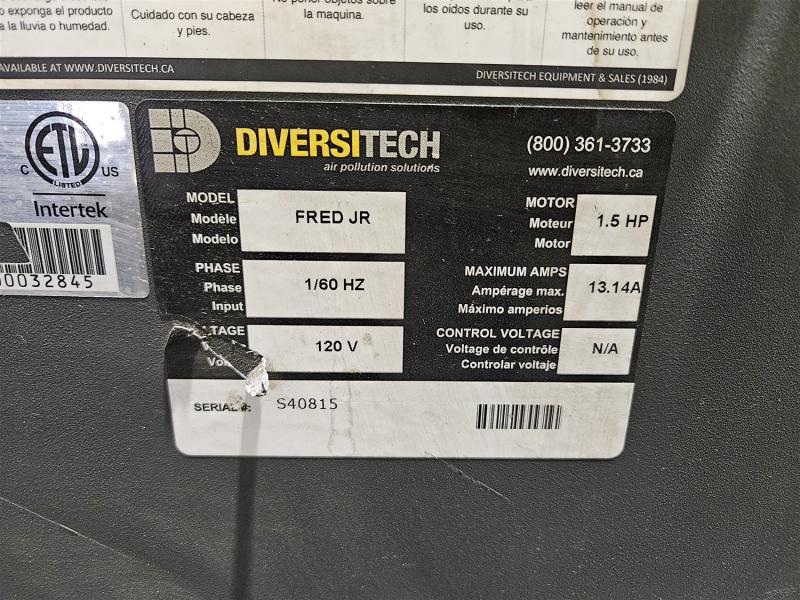 o exponga el producto
a la lluvia o humedad.
Cuidado con su cabeza
y pies.
No poner objetos sobre
la maquina.
los oidos durante su
uso.
leer el manual de
operación y
mantenimiento antes
de su uso.
AVAILABLE AT WWW.DIVERSITECH.CA
DIVERSITECH EQUIPMENT & SALES (1984)
ETL
C US
LISTED
Intertek
0032845
DIVERSITECH
air pollution solutions
(800) 361-3733
www.diversitech.ca
MODEL
Modèle
Modelo
FRED JR
MOTOR
Moteur
Motor
1.5 HP
PHASE
Phase
Input
1/60 HZ
MAXIMUM AMPS
Ampérage max.
Máximo amperios
13.14A
LTAGE
Vol
120 V
CONTROL VOLTAGE
Voltage de contrôle
Controlar voltaje
N/A
SERIAL #:
S40815